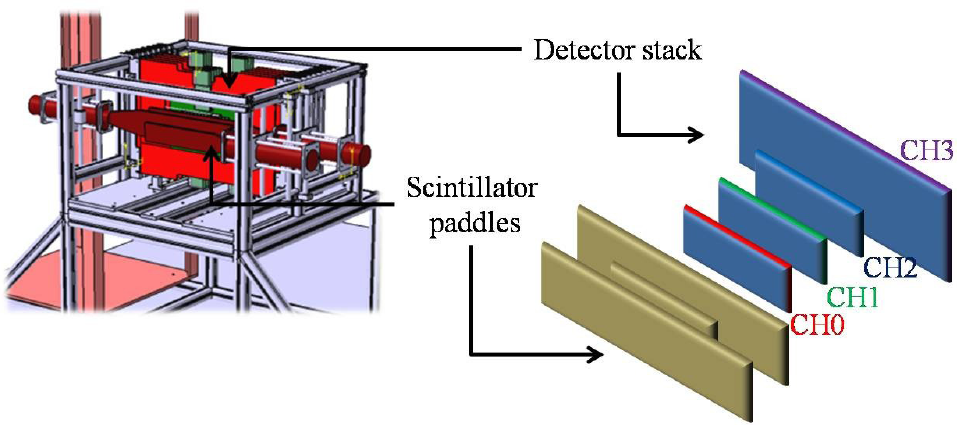 Detector stack
CH3
Scintillator
paddles
CH2
CH1
CH0